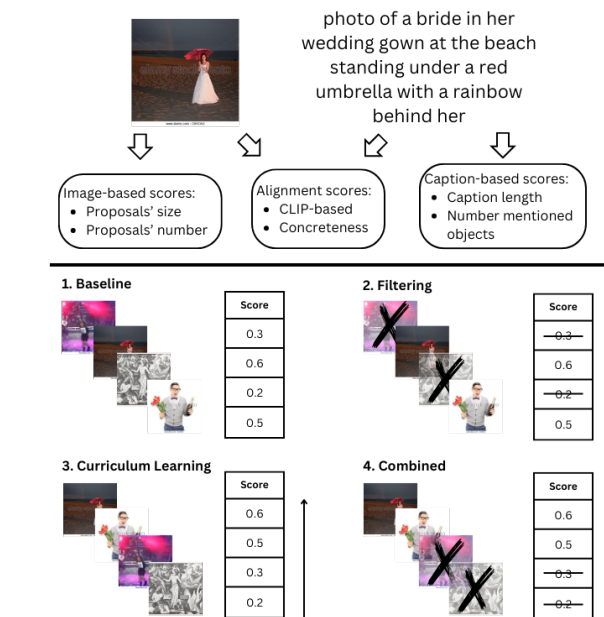 photo of a bride in her
wedding gown at the beach
standing under a red
umbrella with a rainbow
behind her
Image-based scores:
• Proposals' size
• Proposals' number
Alignment scores:
• CLIP-based
• Concreteness
Caption-based scores:
• Caption length
• Number mentioned
objects
1. Baseline
Score
0.3
0.6
0.2
0.5
2. Filtering
Score
0.3
0.6
0.2
0.5
3. Curriculum Learning
Score
0.6
0.5
0.3
0.2
4. Combined
Score
0.6
0.5
0.3
0.2